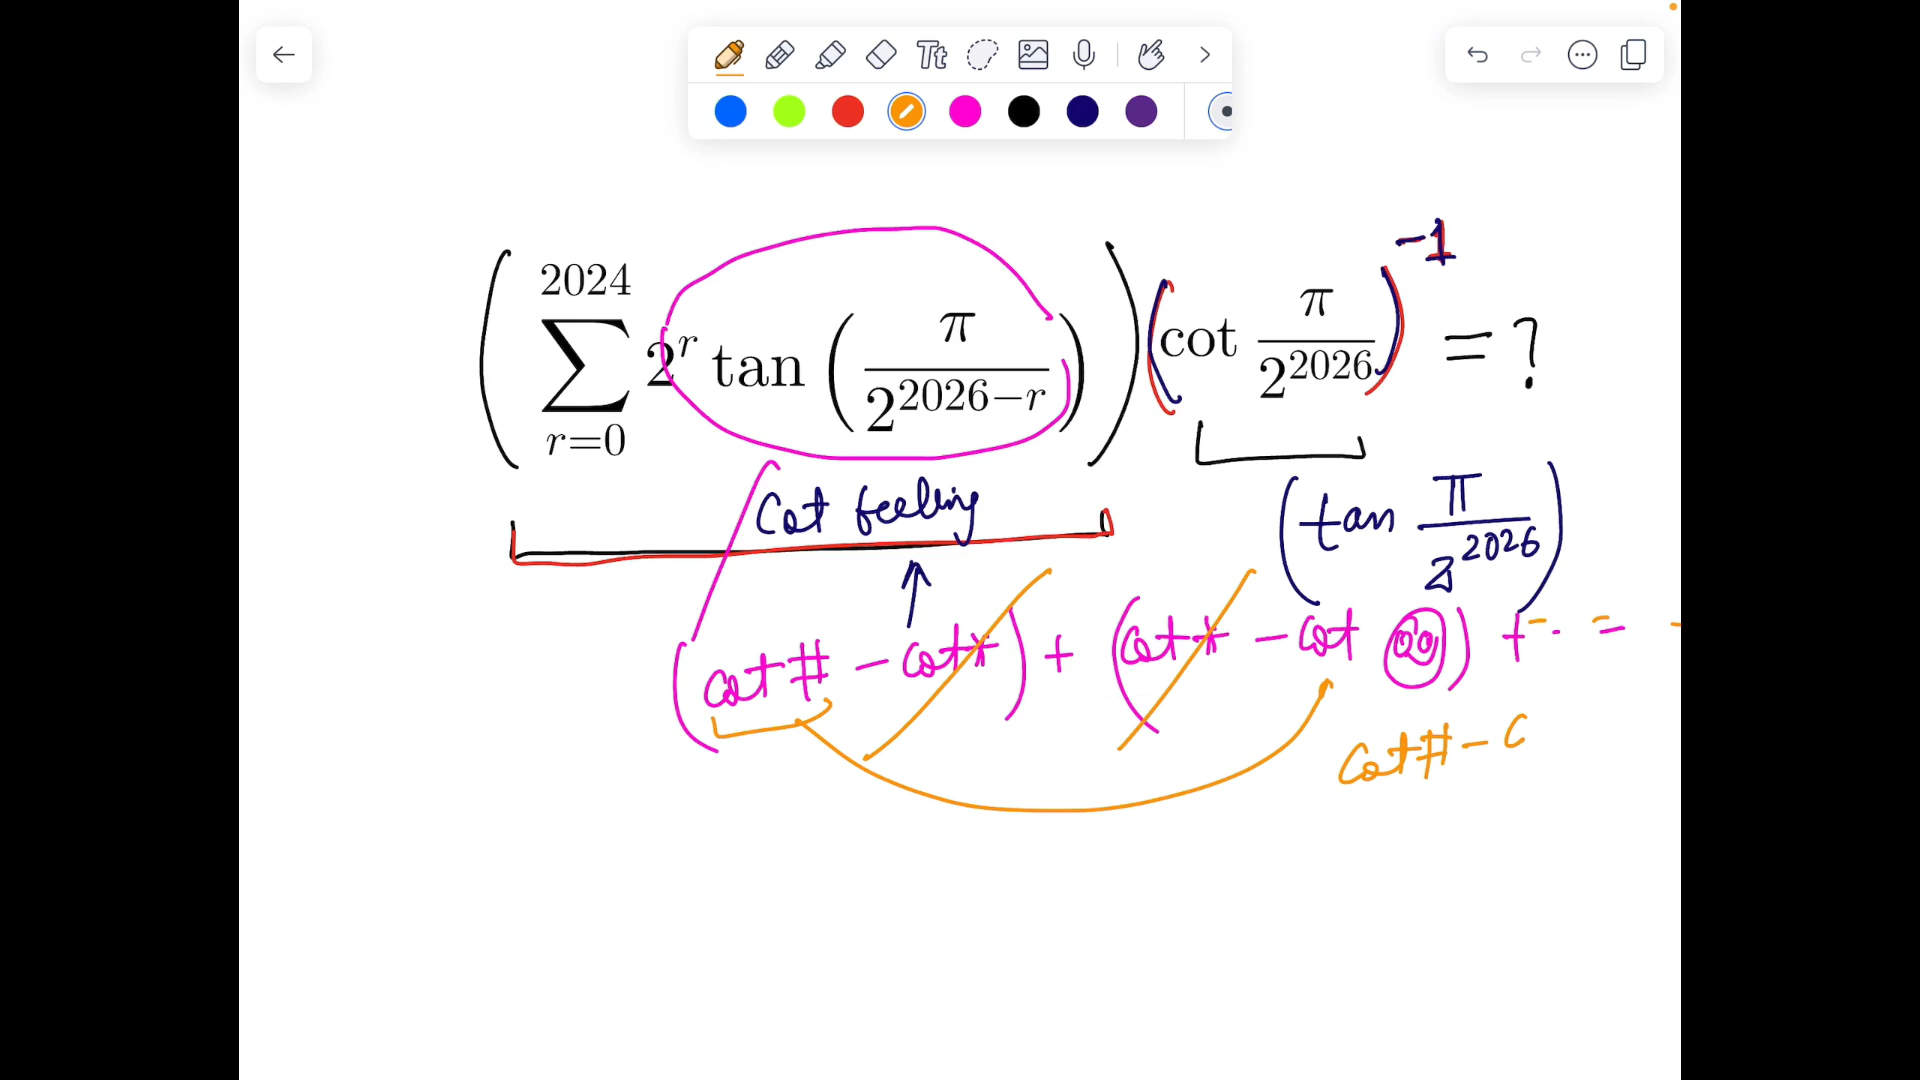 Tt
( 2024∑r=0 2^r tan (π/2^(2026−r)) ) (cot π/2^2026)^−1 = ?
Cot feeling
(tan π/2^2026)
(cot # − cot *) + (cot * − cot ) + - - -
Cot # − C